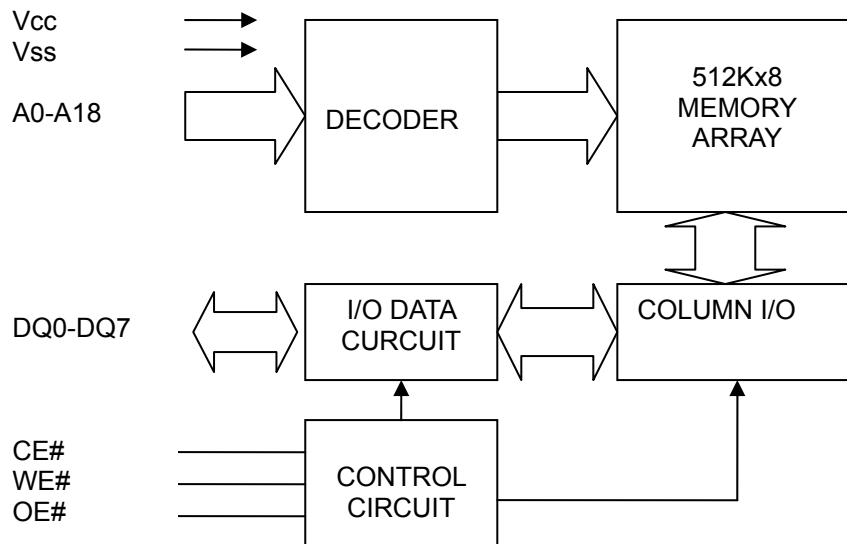 Vcc
Vss
A0-A18
DECODER
512Kx8
MEMORY
ARRAY
DQ0-DQ7
I/O DATA
CURCUIT
COLUMN I/O
CE#
WE#
OE#
CONTROL
CIRCUIT